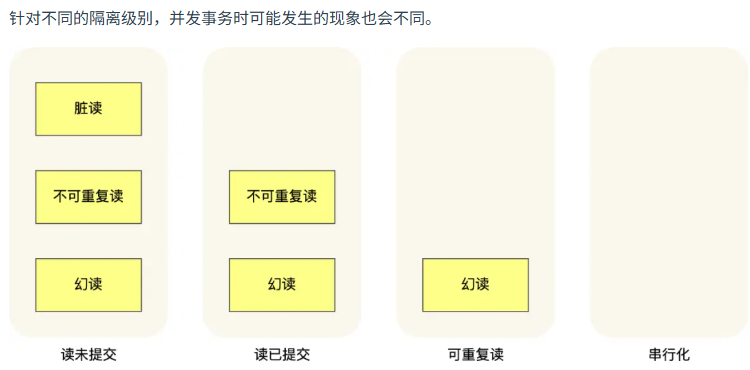 针对不同的隔离级别，并发事务时可能发生的现象也会不同。
脏读
不可重复读
不可重复读
幻读
幻读
幻读
读未提交
读已提交
可重复读
串行化